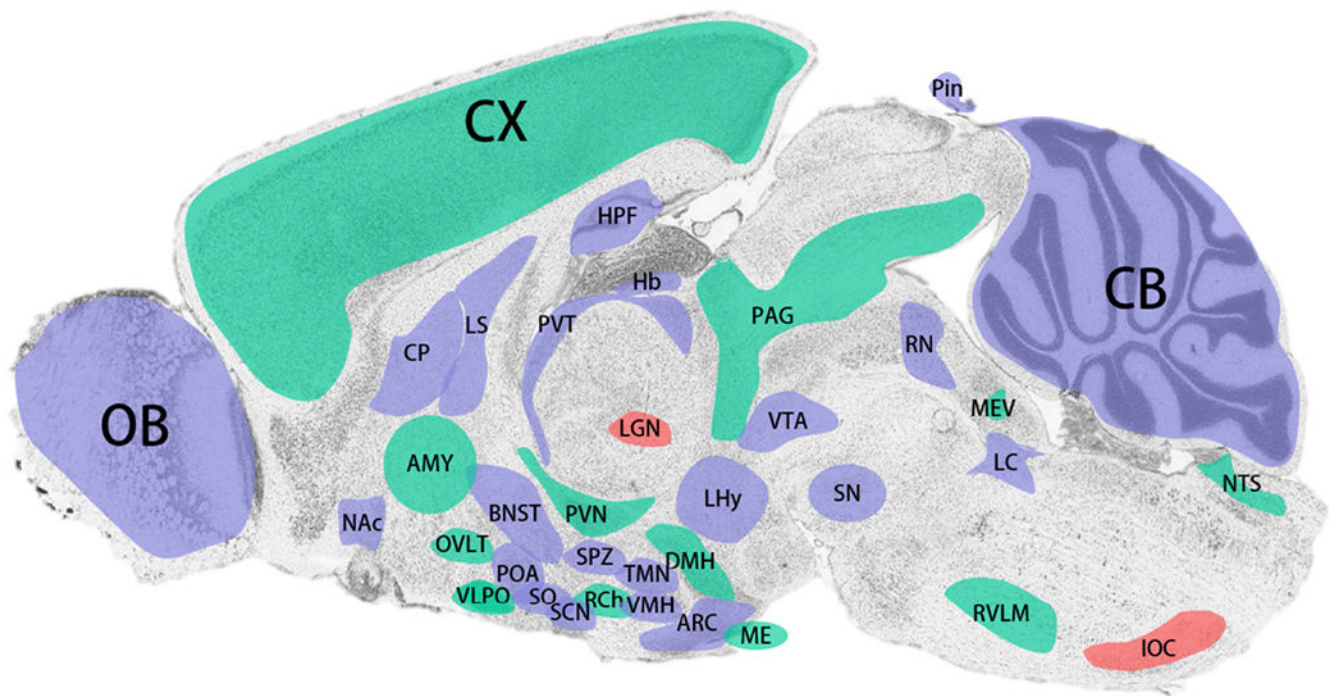 Pin
CX
HPF
Hb
CB
LS
PVT
PAG
CP
RN
OB
LGN
VTA
MEV
AMY
LC
NTS
NAc
BNST
PVN
LHy
SN
OVLT
SPZ
DMH
POA
TMN
VLPO
SO
RCh
VMH
SCN
ARC
ME
RVLM
IOC